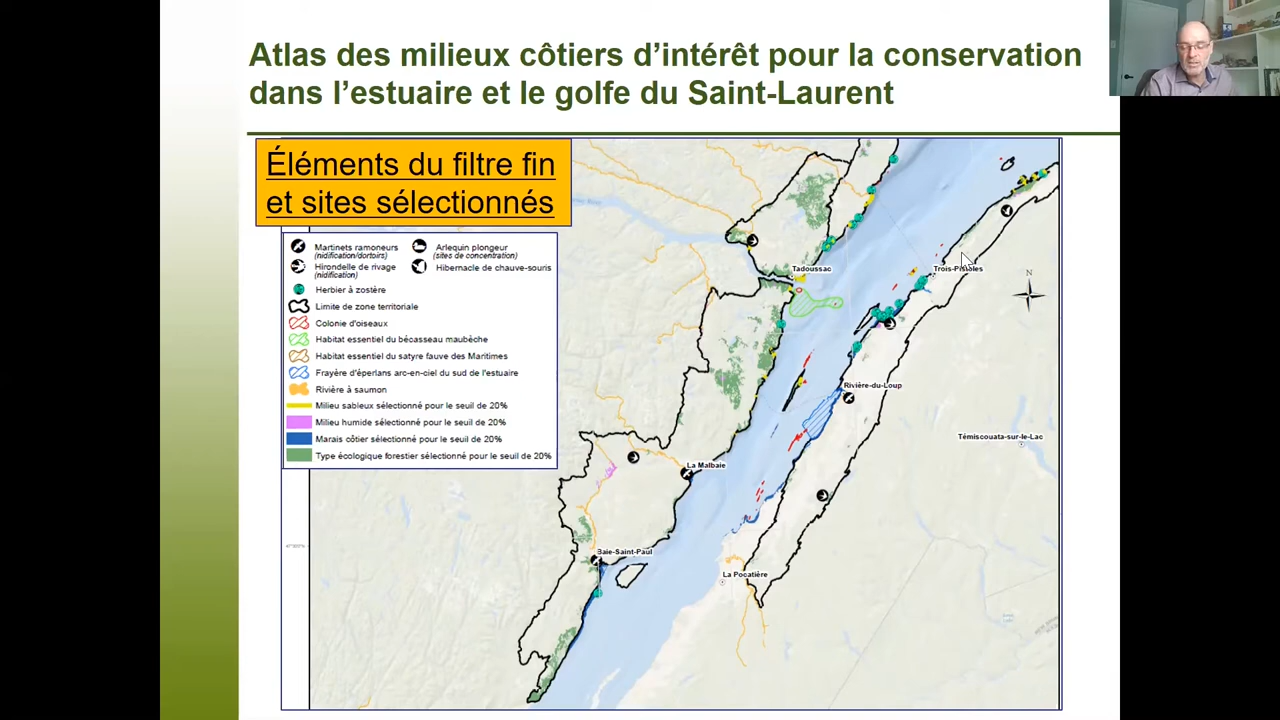 Atlas des milieux côtiers d'intérêt pour la conservation
dans l'estuaire et le golfe du Saint-Laurent
Éléments du filtre fin
et sites sélectionnés
Martinets ramoneurs
(nidification/dortoirs)
Arlequin plongeur
(sites de concentration)
Hirondelle de rivage
(nidification)
Hibernacle de chauve-souris
Herbier à zostère
Limite de zone territoriale
Colonie d'oiseaux
Habitat essentiel du bécasseau maubèche
Habitat essentiel du satyre fauve des Maritimes
Frayère d'éperlans arc-en-ciel du sud de l'estuaire
Rivière à saumon
Milieu sableux sélectionné pour le seuil de 20%
Milieu humide sélectionné pour le seuil de 20%
Marais côtier sélectionné pour le seuil de 20%
Type écologique forestier sélectionné pour le seuil de 20%
Tadoussac
Trois-Pistoles
N
Rivière-du-Loup
Témiscouata-sur-le-Lac
La Malbaie
Baie-Saint-Paul
La Pocatière